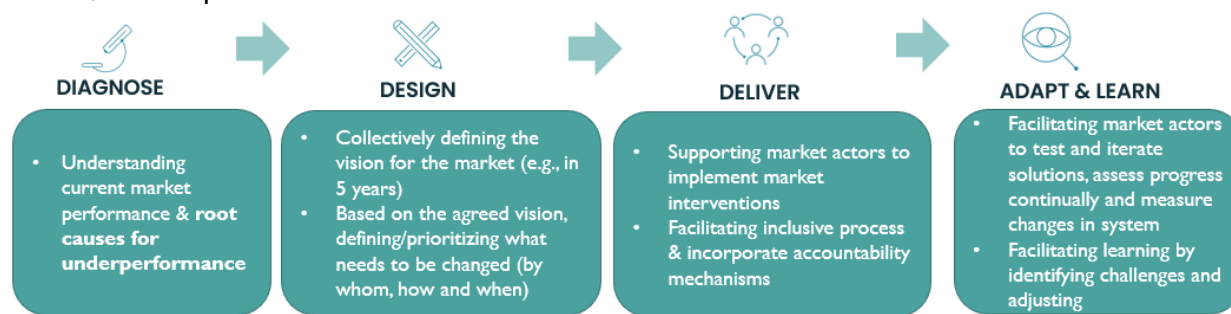 DIAGNOSE
• Understanding
current market
performance & root
causes for
underperformance
DESIGN
• Collectively defining the
vision for the market (e.g., in
5 years)
• Based on the agreed vision,
defining/prioritizing what
needs to be changed (by
whom, how and when)
DELIVER
• Supporting market actors to
implement market
interventions
• Facilitating inclusive process
& incorporate accountability
mechanisms
ADAPT & LEARN
• Facilitating market actors
to test and iterate
solutions, assess progress
continually and measure
changes in system
• Facilitating learning by
identifying challenges and
adjusting